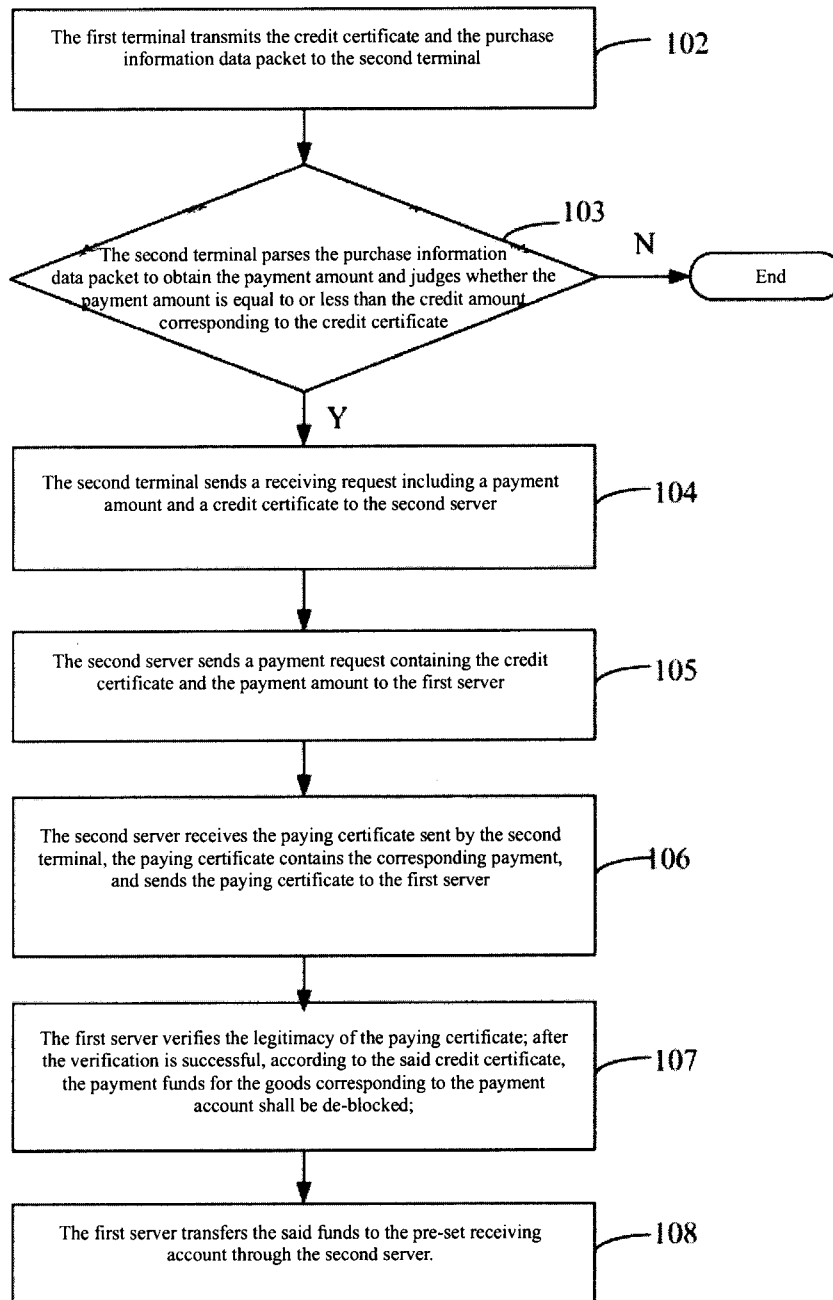 The first terminal transmits the credit certificate and the purchase
information data packet to the second terminal
102
103
The second terminal parses the purchase information
data packet to obtain the payment amount and judges whether the
payment amount is equal to or less than the credit amount
corresponding to the credit certificate
N
End
Y
The second terminal sends a receiving request including a payment
amount and a credit certificate to the second server
104
The second server sends a payment request containing the credit
certificate and the payment amount to the first server
105
The second server receives the paying certificate sent by the second
terminal, the paying certificate contains the corresponding payment,
and sends the paying certificate to the first server
106
The first server verifies the legitimacy of the paying certificate; after
the verification is successful, according to the said credit certificate,
the payment funds for the goods corresponding to the payment
account shall be de-blocked;
107
The first server transfers the said funds to the pre-set receiving
account through the second server.
108